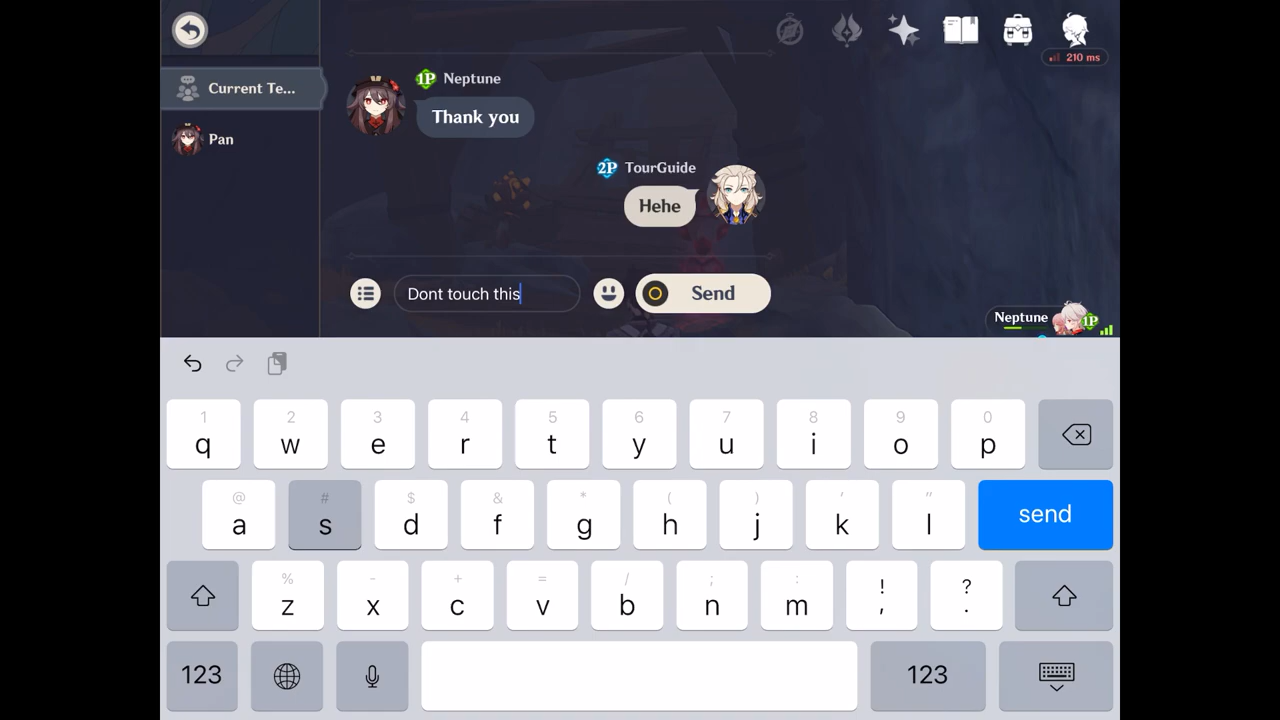 210 ms
Current Te...
Pan
1P Neptune
Thank you
2P TourGuide
Hehe
Dont touch this
Send
Neptune 1P
1 2 3 4 5 6 7 8 9 0
q w e r t y u i o p
@ # $ & * ( ) ' "
a s d f g h j k l send
% - + = / ; : ! ?
z x c v b n m , .
123 123